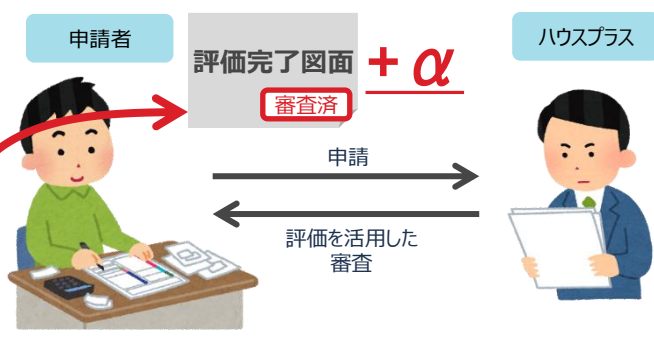 申請者
ハウスプラス
評価完了図面
+ α
審査済
申請
評価を活用した
審査